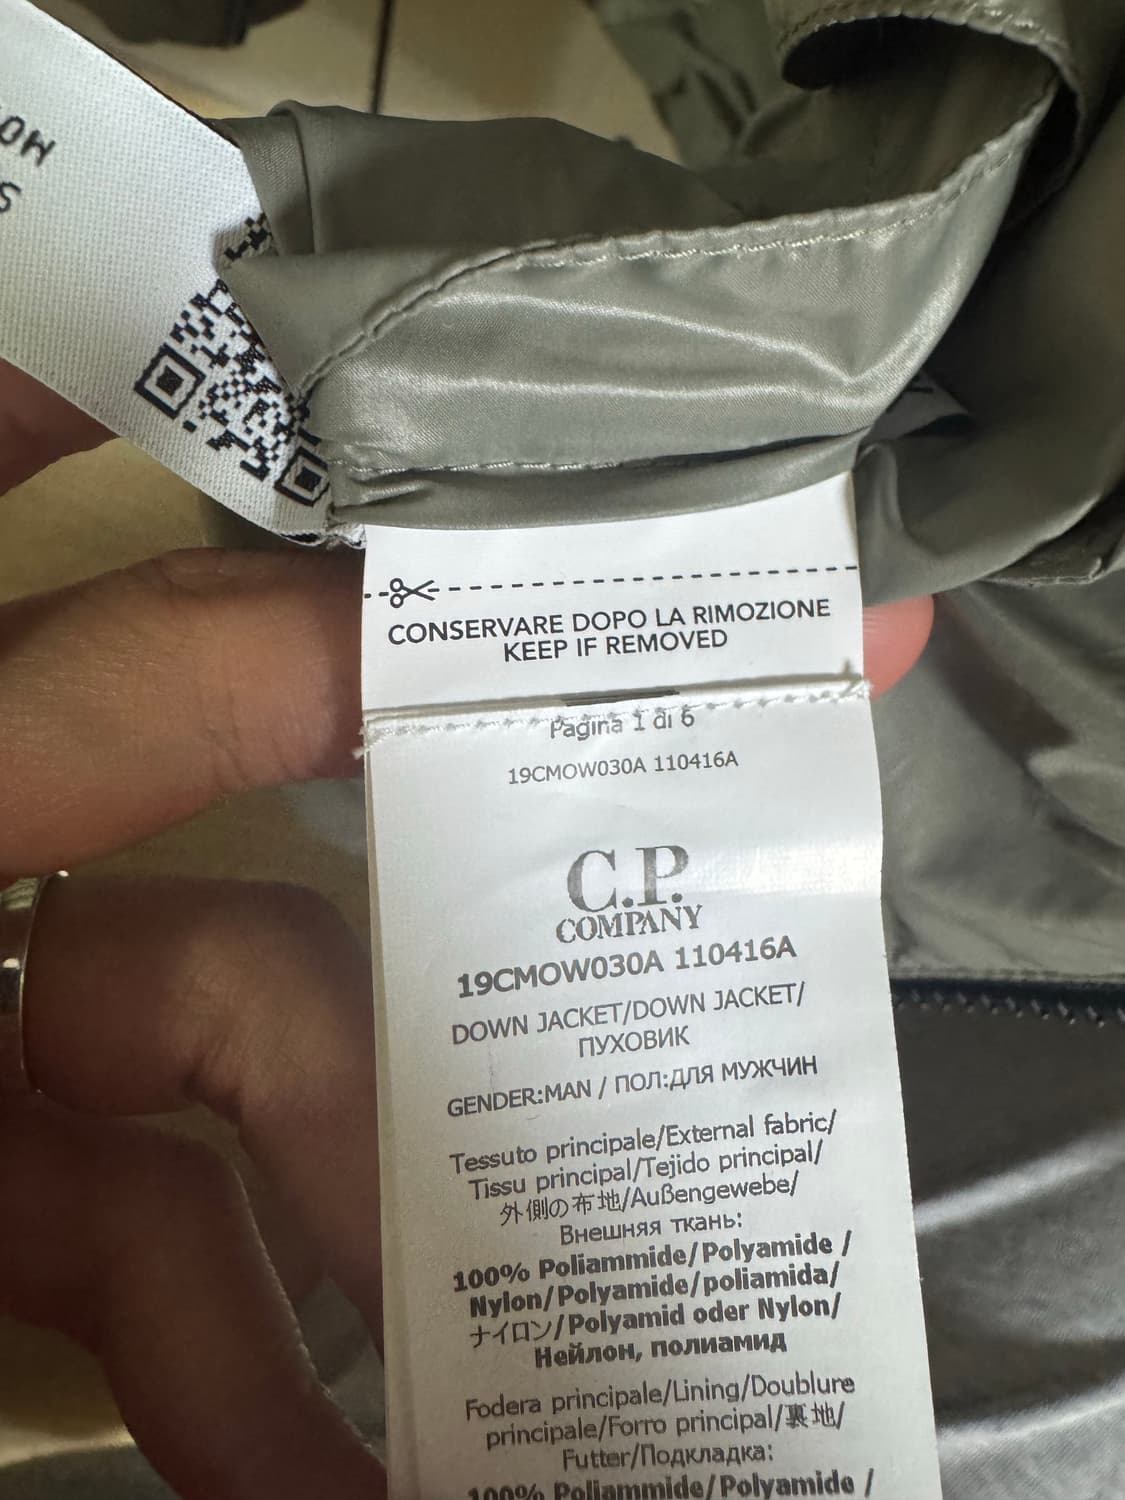 MOW
S
CONSERVARE DOPO LA RIMOZIONE
KEEP IF REMOVED
Pagina 1 di 6
19CMOW030A 110416A
C.P.
COMPANY
19CMOW030A 110416A
DOWN JACKET/DOWN JACKET/
ПУХОВИК
GENDER:MAN / ПОЛ:ДЛЯ МУЖЧИН
Tessuto principale/External fabric/
Tissu principal/Tejido principal/
外側の布地/Außengewebe/
Внешняя ткань:
100% Poliammide/Polyamide /
Nylon/Polyamide/poliamida/
ナイロン/Polyamid oder Nylon/
Нейлон, полиамид
Fodera principale/Lining/Doublure
principale/Forro principal/裏地/
Futter/Подкладка:
100% Poliammide/Polyamide /